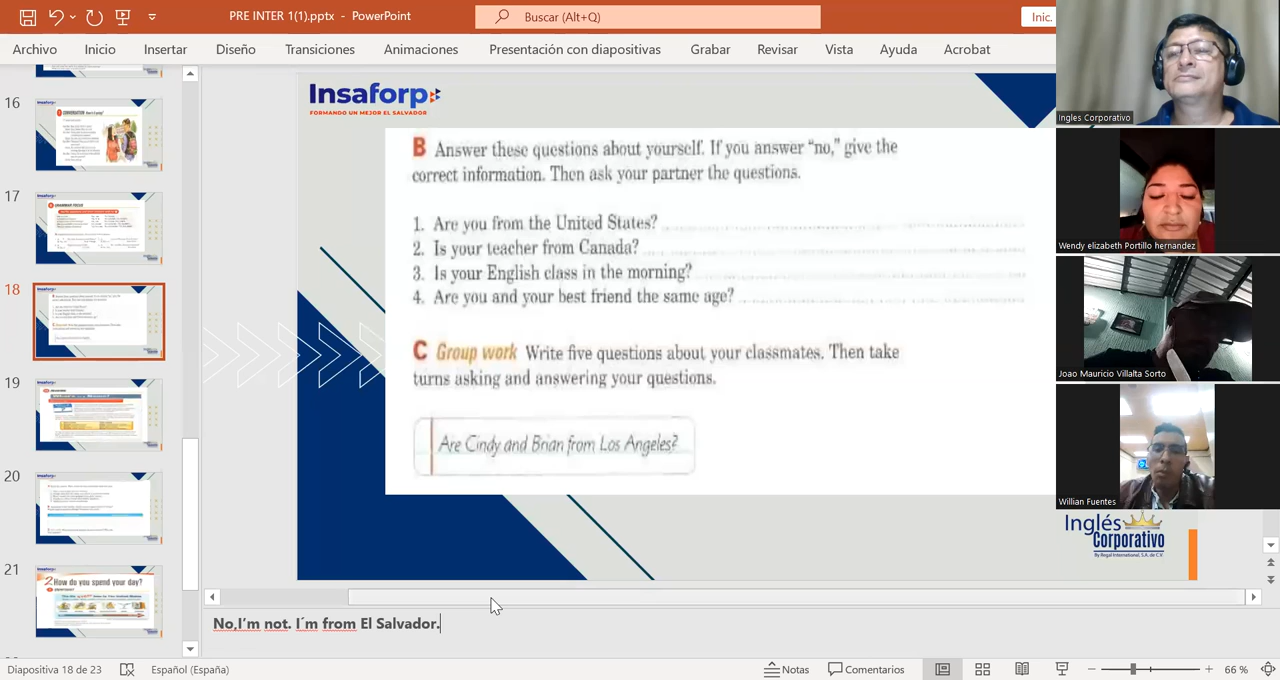 PRE INTER 1(1).pptx - PowerPoint
Buscar (Alt+Q)
Inic.
Archivo Inicio Insertar Diseño Transiciones Animaciones Presentación con diapositivas Grabar Revisar Vista Ayuda Acrobat
Insaforp
FORMANDO UN MEJOR EL SALVADOR
B Answer these questions about yourself. If you answer “no,” give the
correct information. Then ask your partner the questions.
1. Are you from the United States?
2. Is your teacher from Canada?
3. Is your English class in the morning?
4. Are you and your best friend the same age?
C Group work Write five questions about your classmates. Then take
turns asking and answering your questions.
Are Cindy and Brian from Los Angeles?
Inglés
Corporativo
By Regal International, S.A. de C.V
16
17
18
19
20
21
2 How do you spend your day?
Ingles Corporativo
Wendy elizabeth Portillo hernandez
Joao Mauricio Villalta Sorto
Willian Fuentes
No,I’m not. I´m from El Salvador.
Diapositiva 18 de 23 Español (España) Notas Comentarios 66 %